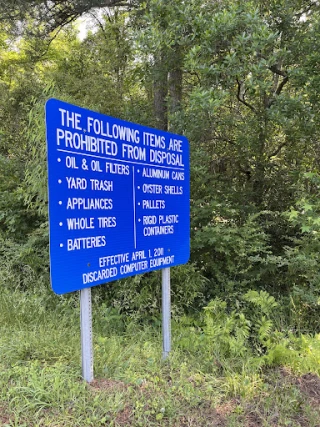 THE FOLLOWING ITEMS ARE
PROHIBITED FROM DISPOSAL
• OIL & OIL FILTERS
• YARD TRASH
• APPLIANCES
• WHOLE TIRES
• BATTERIES
• ALUMINUM CANS
• OYSTER SHELLS
• PALLETS
• RIGID PLASTIC
CONTAINERS
EFFECTIVE APRIL 1, 2011
DISCARDED COMPUTER EQUIPMENT